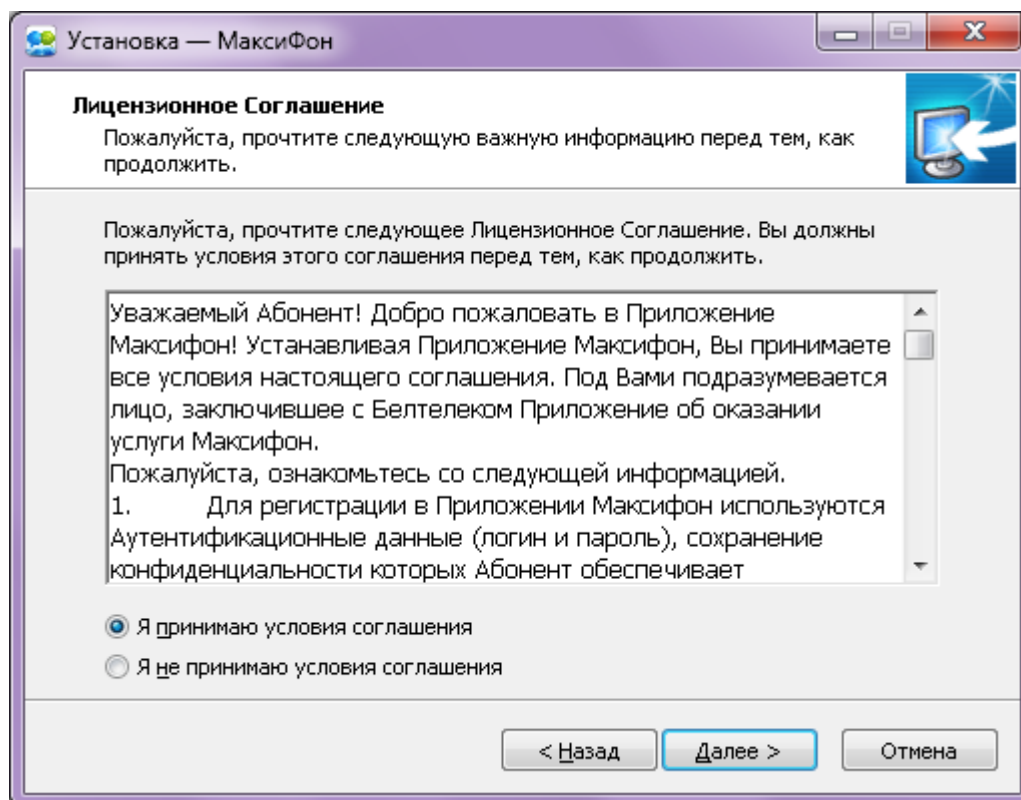 Установка — МаксиФон
Лицензионное Соглашение
Пожалуйста, прочтите следующую важную информацию перед тем, как
продолжить.
Пожалуйста, прочтите следующее Лицензионное Соглашение. Вы должны
принять условия этого соглашения перед тем, как продолжить.
Уважаемый Абонент! Добро пожаловать в Приложение
Максифон! Устанавливая Приложение Максифон, Вы принимаете
все условия настоящего соглашения. Под Вами подразумевается
лицо, заключившее с Белтелеком Приложение об оказании
услуги Максифон.
Пожалуйста, ознакомьтесь со следующей информацией.
1. Для регистрации в Приложении Максифон используются
Аутентификационные данные (логин и пароль), сохранение
конфиденциальности которых Абонент обеспечивает
Я принимаю условия соглашения
Я не принимаю условия соглашения
< Назад Далее > Отмена